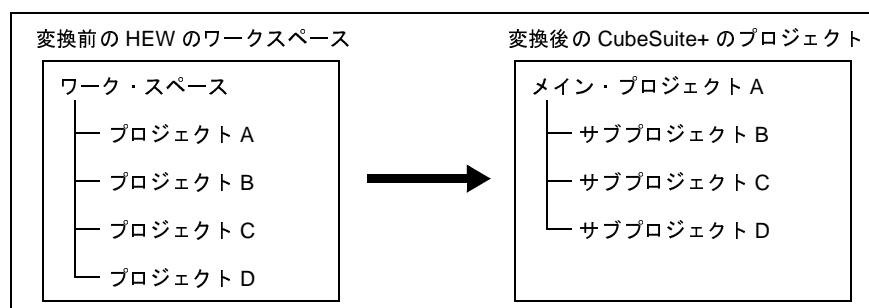 変換前の HEW のワークスペース
ワーク・スペース
プロジェクト A
プロジェクト B
プロジェクト C
プロジェクト D
変換後の CubeSuite+ のプロジェクト
メイン・プロジェクト A
サブプロジェクト B
サブプロジェクト C
サブプロジェクト D